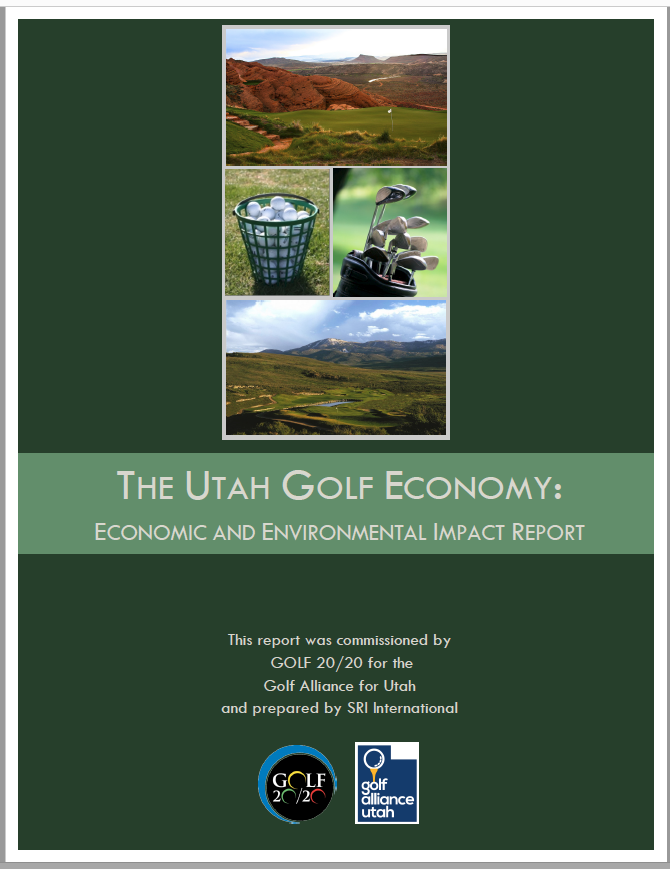 THE UTAH GOLF ECONOMY:
ECONOMIC AND ENVIRONMENTAL IMPACT REPORT
This report was commissioned by
GOLF 20/20 for the
Golf Alliance for Utah
and prepared by SRI International
GOLF
20/20
golf
alliance
utah